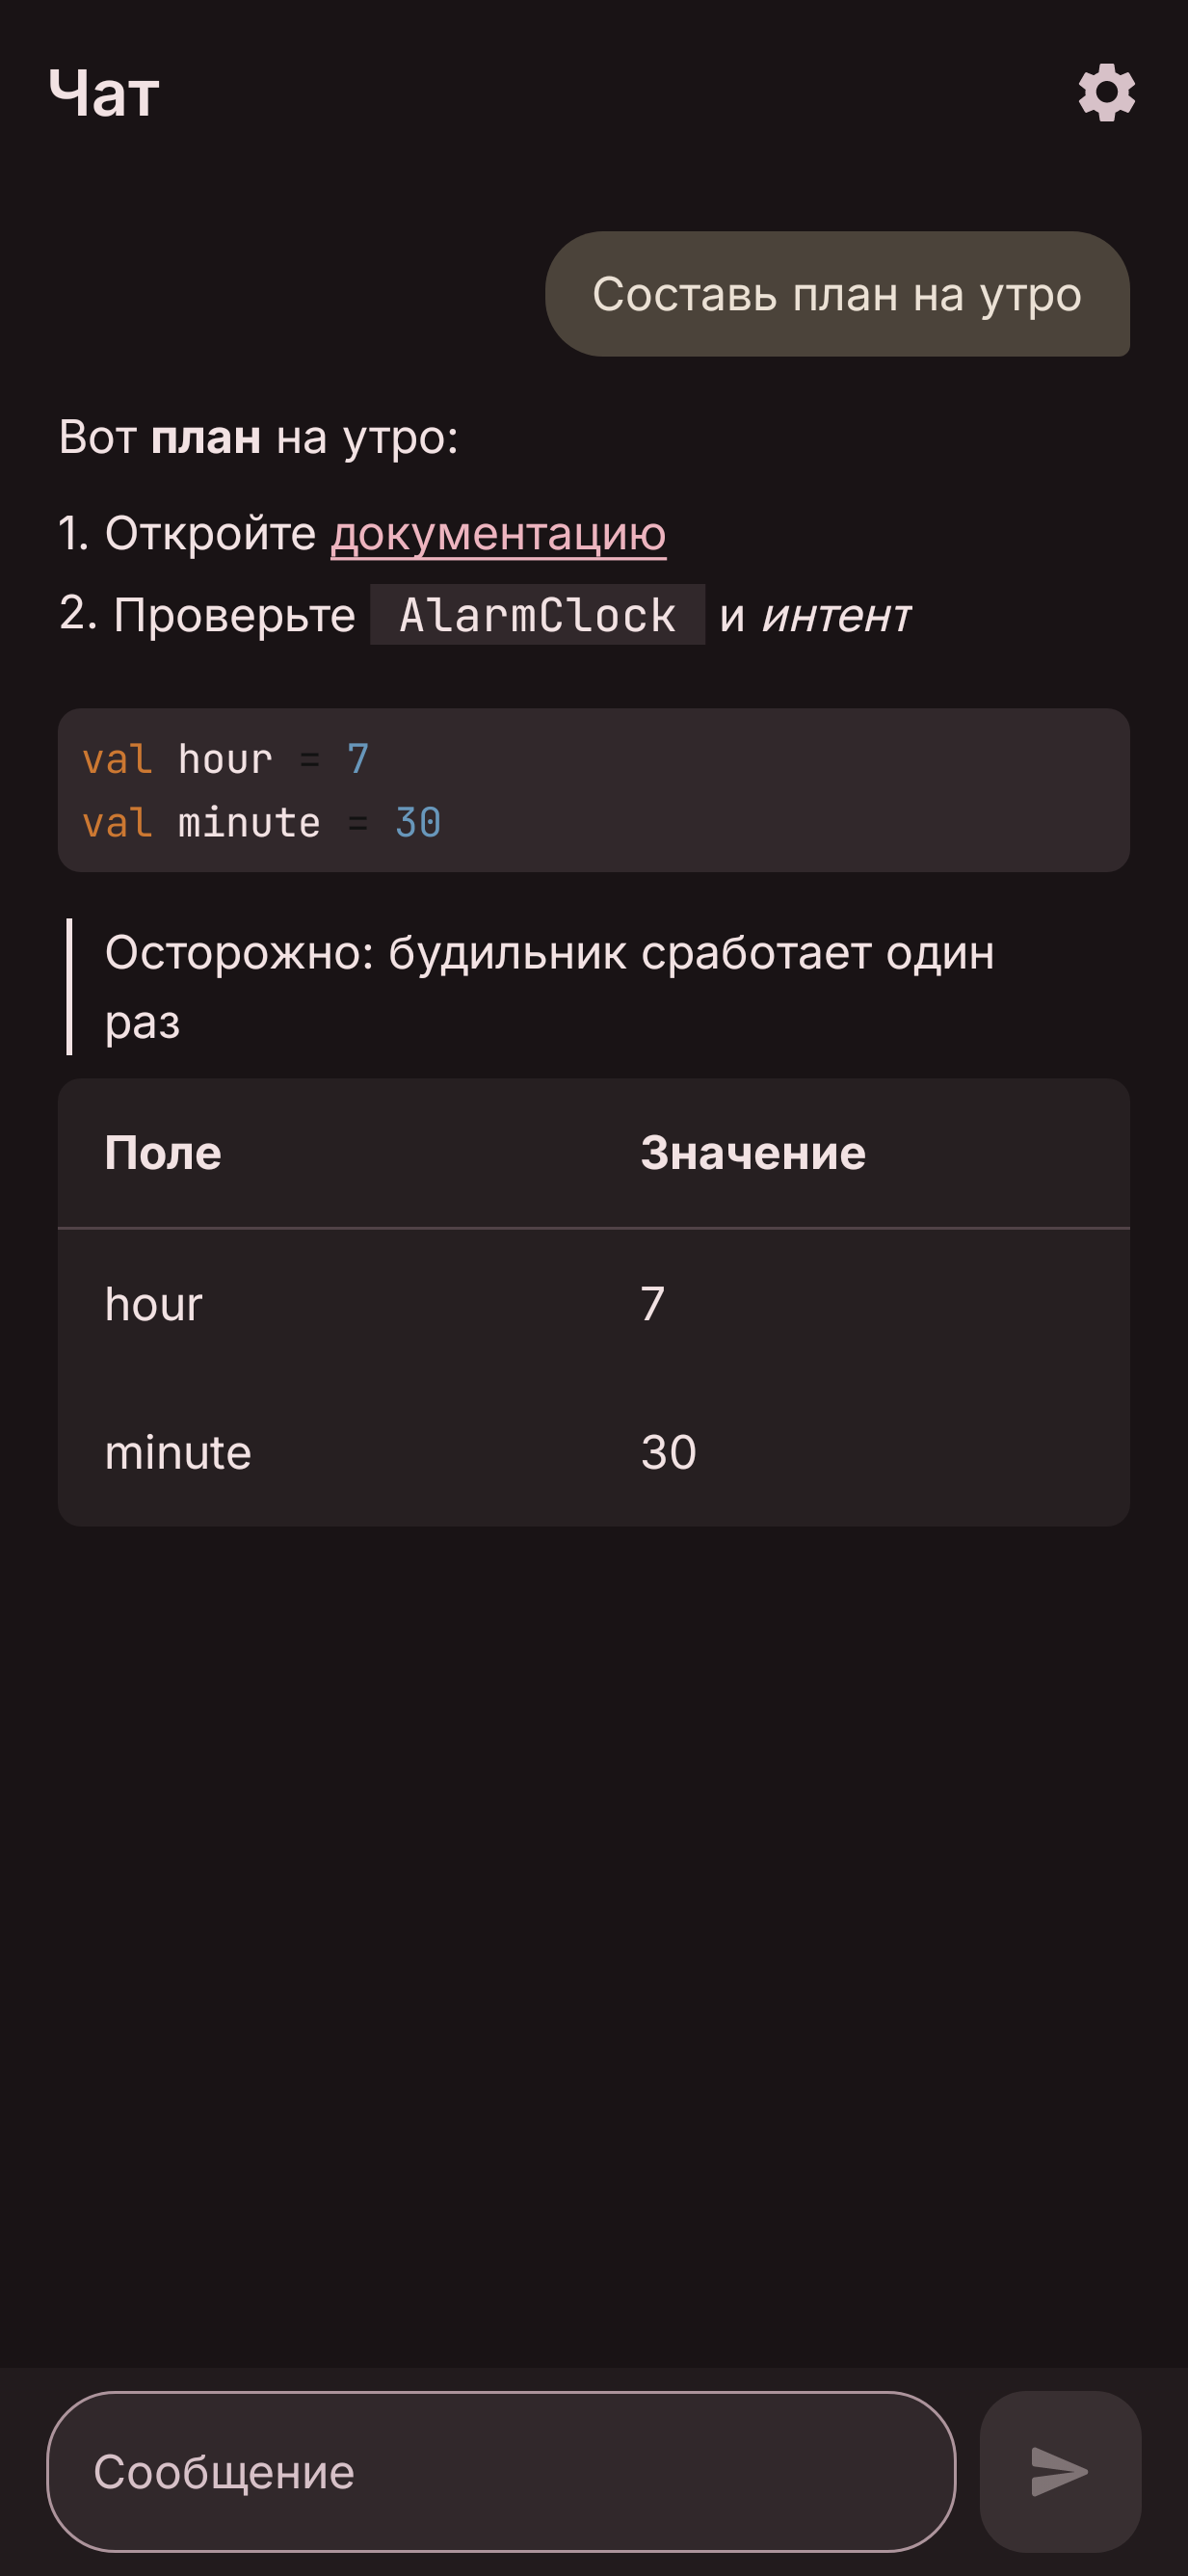 Чат
Составь план на утро
Вот план на утро:
1. Откройте документацию
2. Проверьте AlarmClock и интент
val hour = 7
val minute = 30
Осторожно: будильник сработает один
раз
Поле Значение
hour 7
minute 30
Сообщение